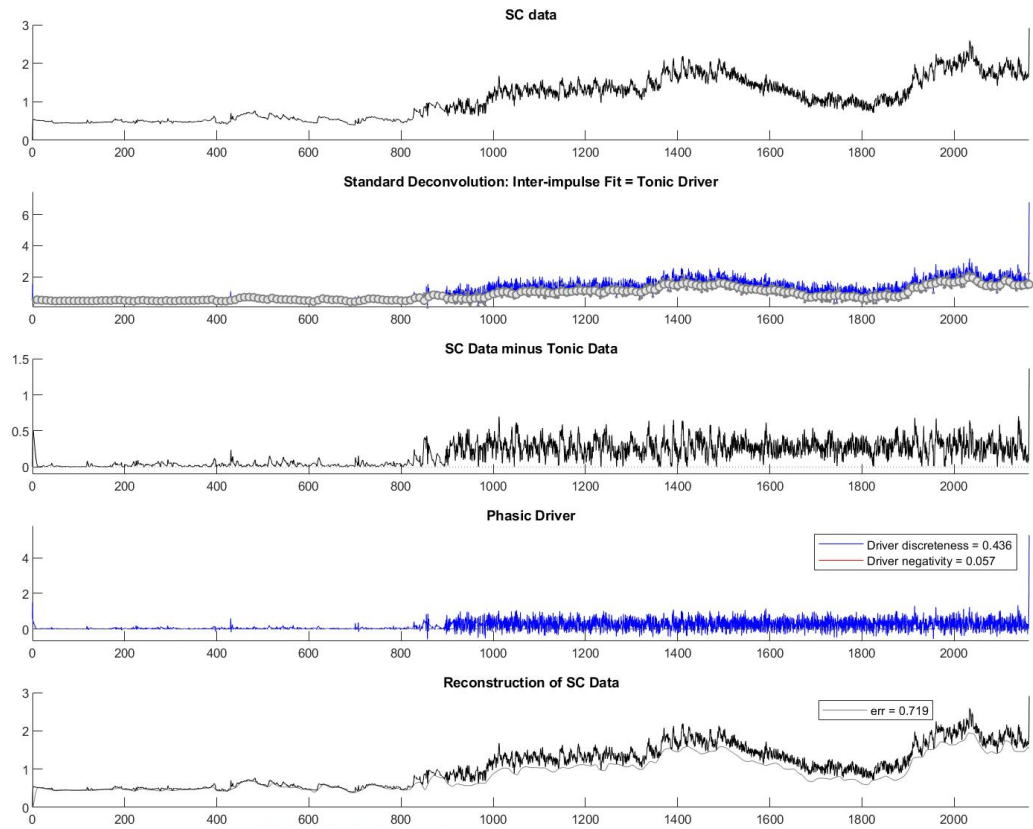 SC data
3
2
1
0
0 200 400 600 800 1000 1200 1400 1600 1800 2000
Standard Deconvolution: Inter-impulse Fit = Tonic Driver
6
4
2
0 200 400 600 800 1000 1200 1400 1600 1800 2000
SC Data minus Tonic Data
1.5
1
0.5
0
0 200 400 600 800 1000 1200 1400 1600 1800 2000
Phasic Driver
Driver discreteness = 0.436
Driver negativity = 0.057
4
2
0
0 200 400 600 800 1000 1200 1400 1600 1800 2000
Reconstruction of SC Data
3
err = 0.719
2
1
0
0 200 400 600 800 1000 1200 1400 1600 1800 2000